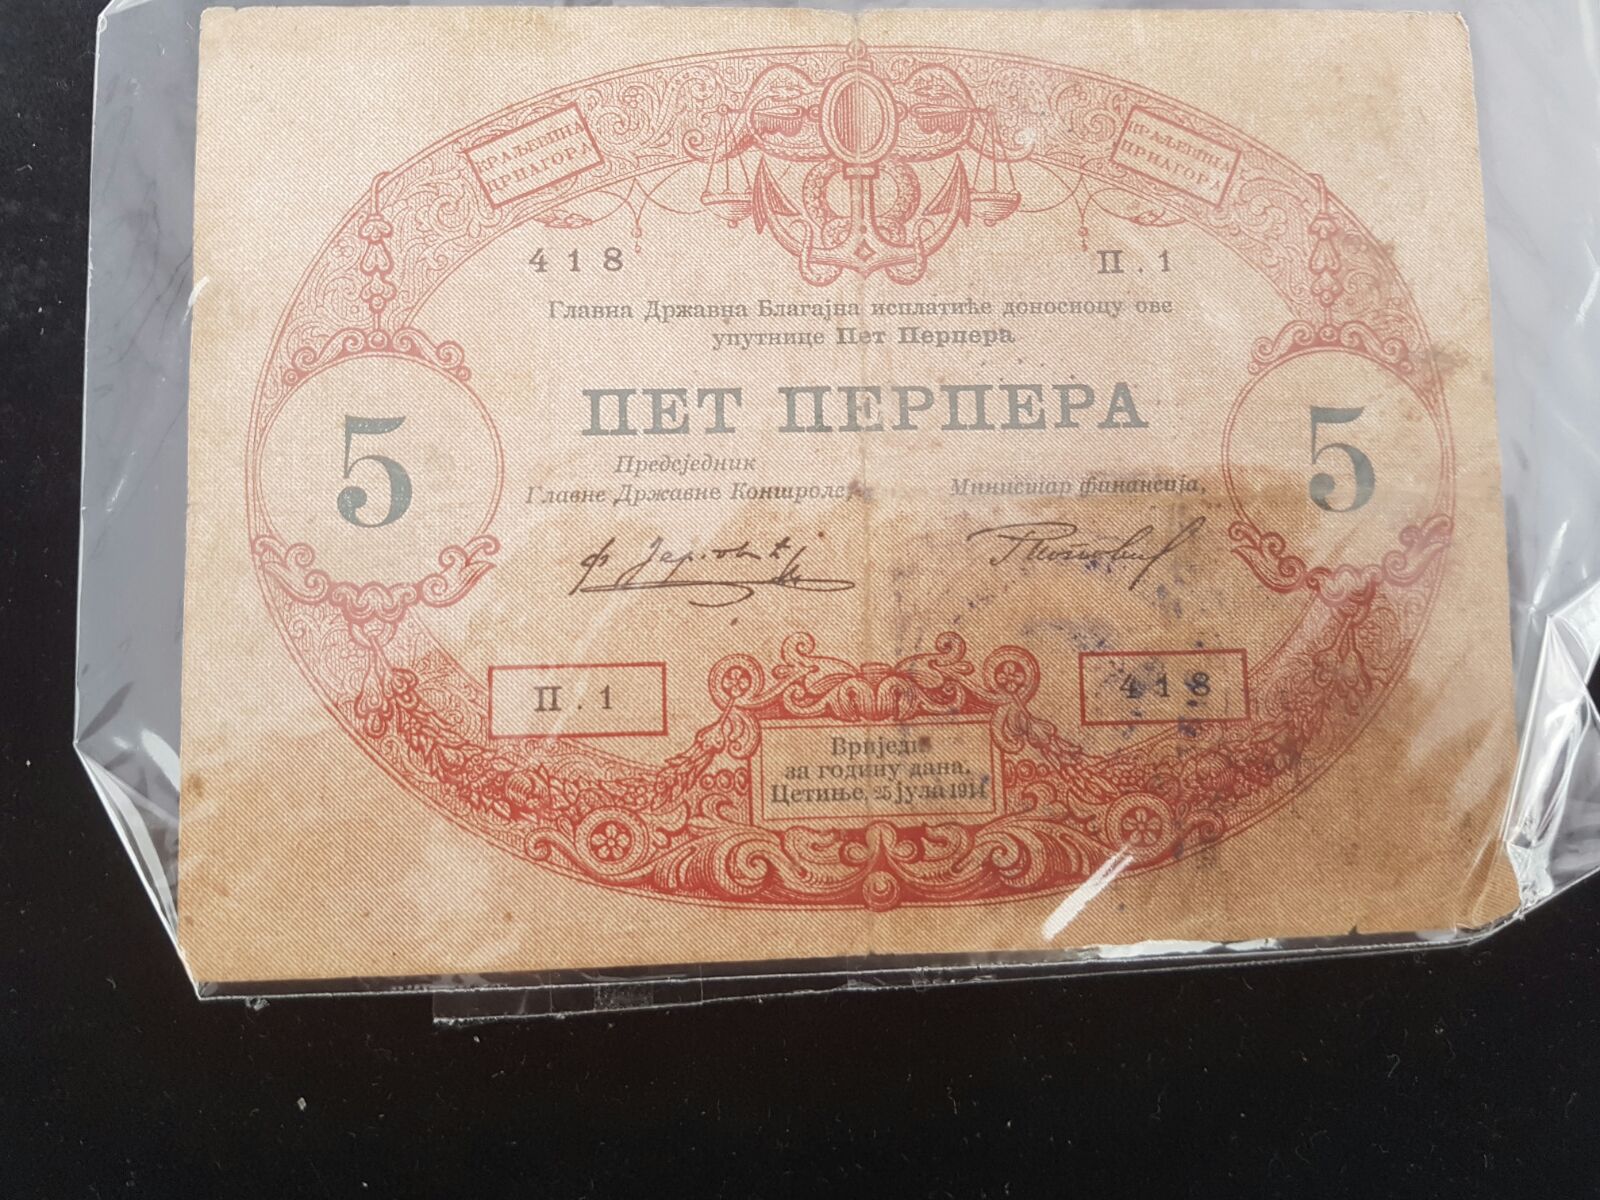 КРАЉЕВИНА
ЦРНАГОРА
КРАЉЕВИНА
ЦРНАГОРА
418
П.1
Главна Државна Благајна исплатиће доносиоцу ове
упутнице Пет Перпера
ПЕТ ПЕРПЕРА
5
5
Предсједник
Главне Државне Контроле,
Министар финансија,
П.1
418
Вриједи
за годину дана.
Цетиње, 25 јула 1914